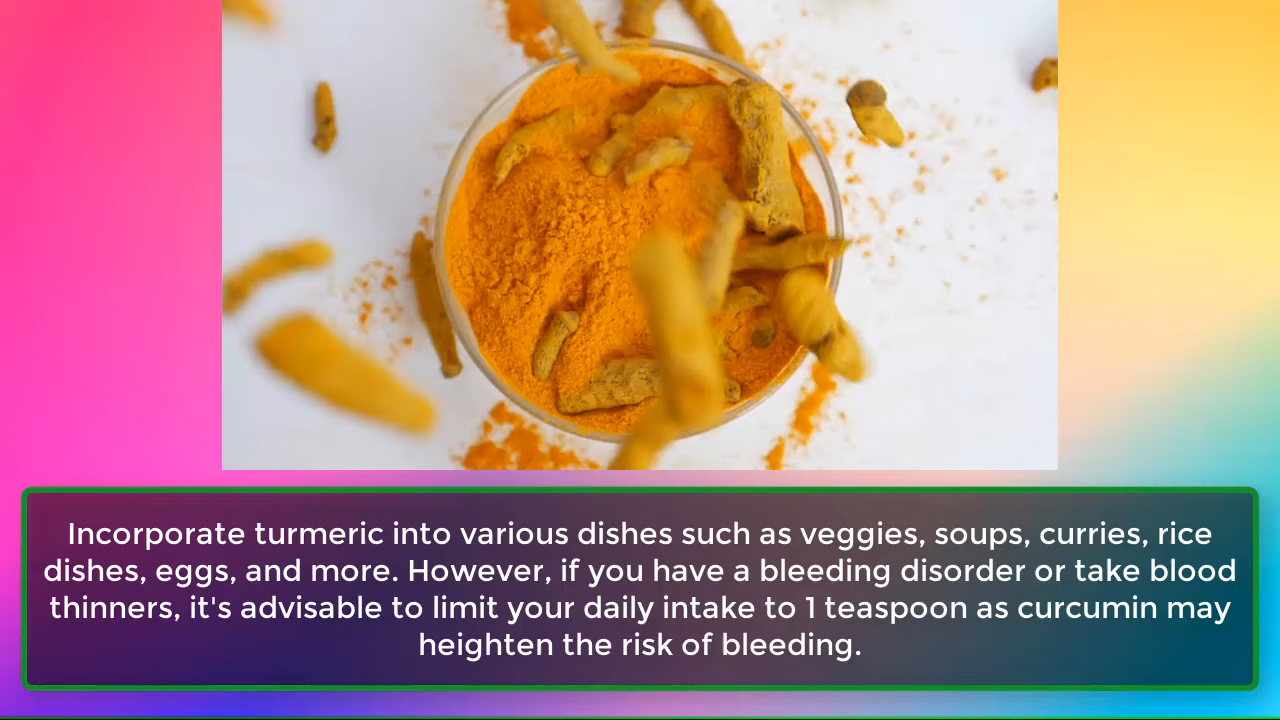 Incorporate turmeric into various dishes such as veggies, soups, curries, rice
dishes, eggs, and more. However, if you have a bleeding disorder or take blood
thinners, it's advisable to limit your daily intake to 1 teaspoon as curcumin may
heighten the risk of bleeding.